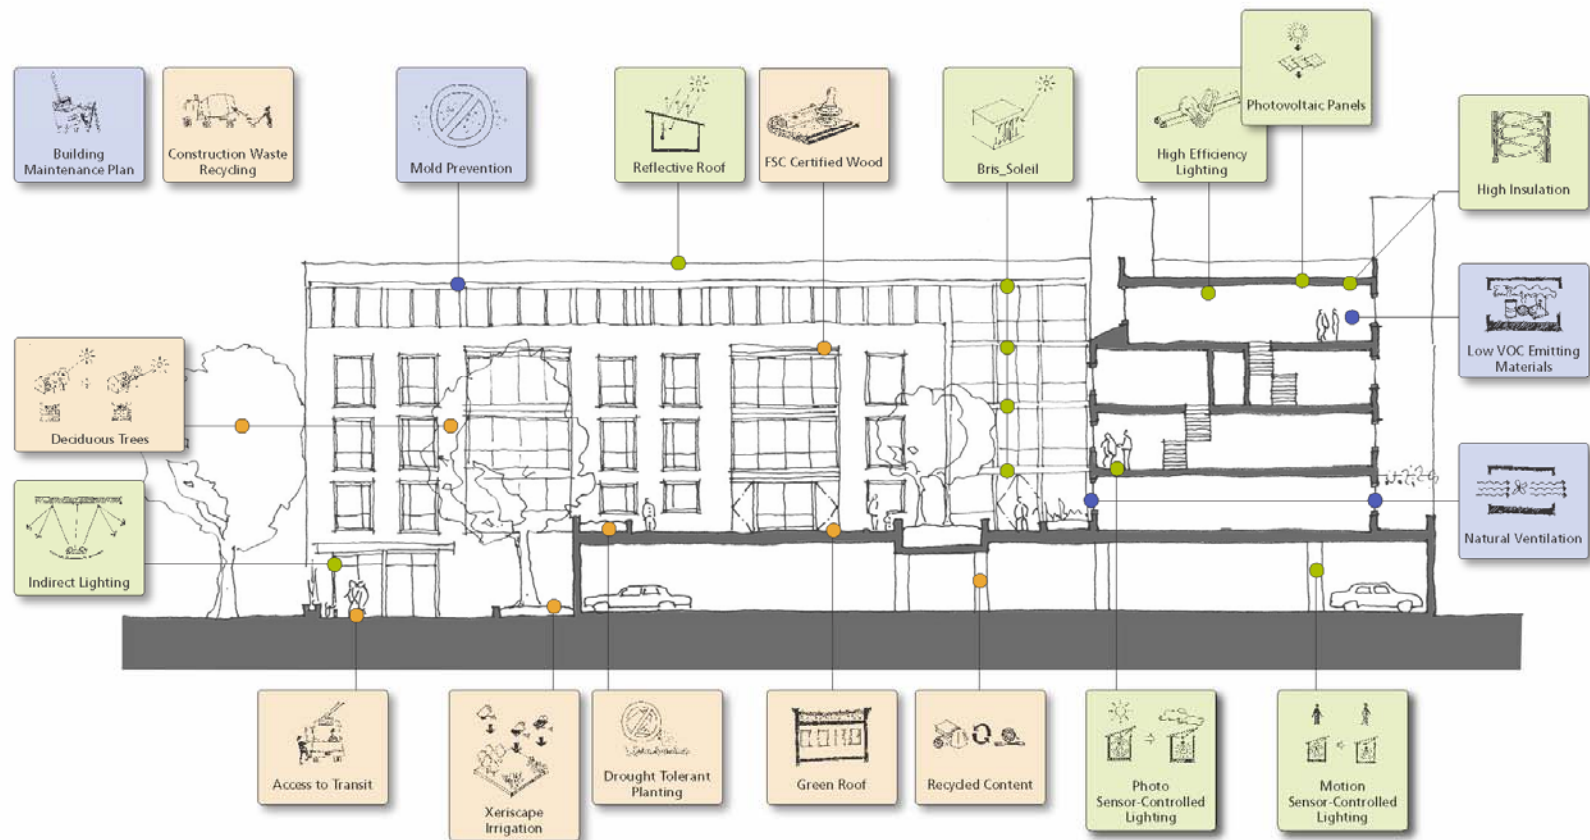 Building
Maintenance Plan
Construction Waste
Recycling
Mold Prevention
Reflective Roof
FSC Certified Wood
Bris_Soleil
High Efficiency
Lighting
Photovoltaic Panels
High Insulation
Low VOC Emitting
Materials
Deciduous Trees
Indirect Lighting
Natural Ventilation
Access to Transit
Xeriscape
Irrigation
Drought Tolerant
Planting
Green Roof
Recycled Content
Photo
Sensor-Controlled
Lighting
Motion
Sensor-Controlled
Lighting